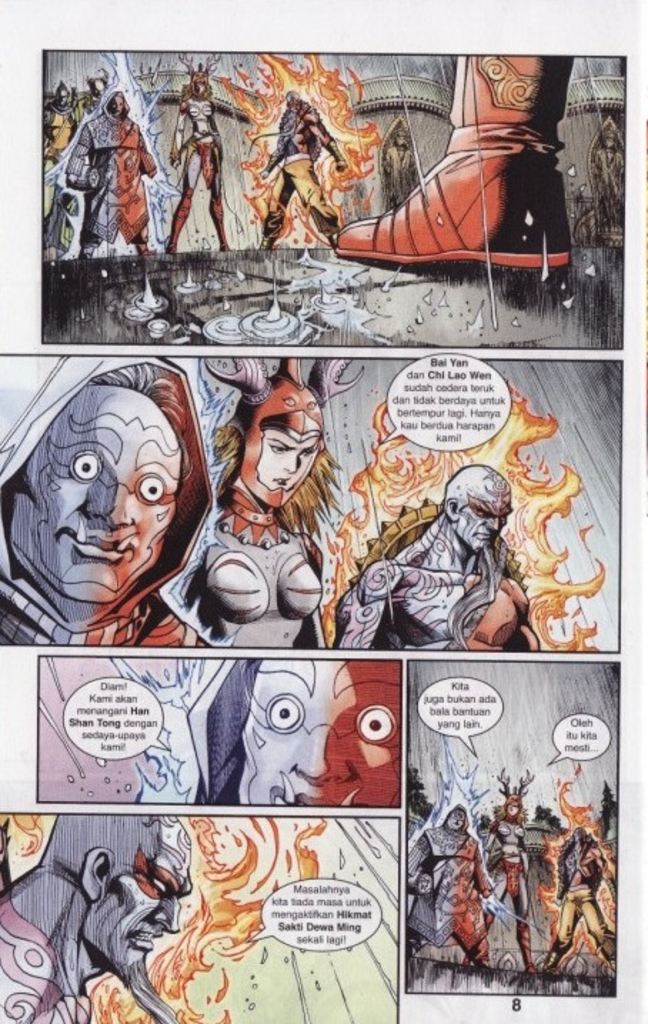 Bai Yan
dan Chi Lao Wen
sudah cedera teruk
dan tidak berdaya untuk
bertempur lagi. Hanya
kau berdua harapan
kami!
Diam!
Kami akan
menangani Han
Shan Tong dengan
sedaya-upaya
kami!
Masalahnya
kita tiada masa untuk
mengaktifkan Hikmat
Sakti Dewa Ming
sekali lagi!
Kita
juga bukan ada
bala bantuan
yang lain.
Oleh
itu kita
mesti...
8